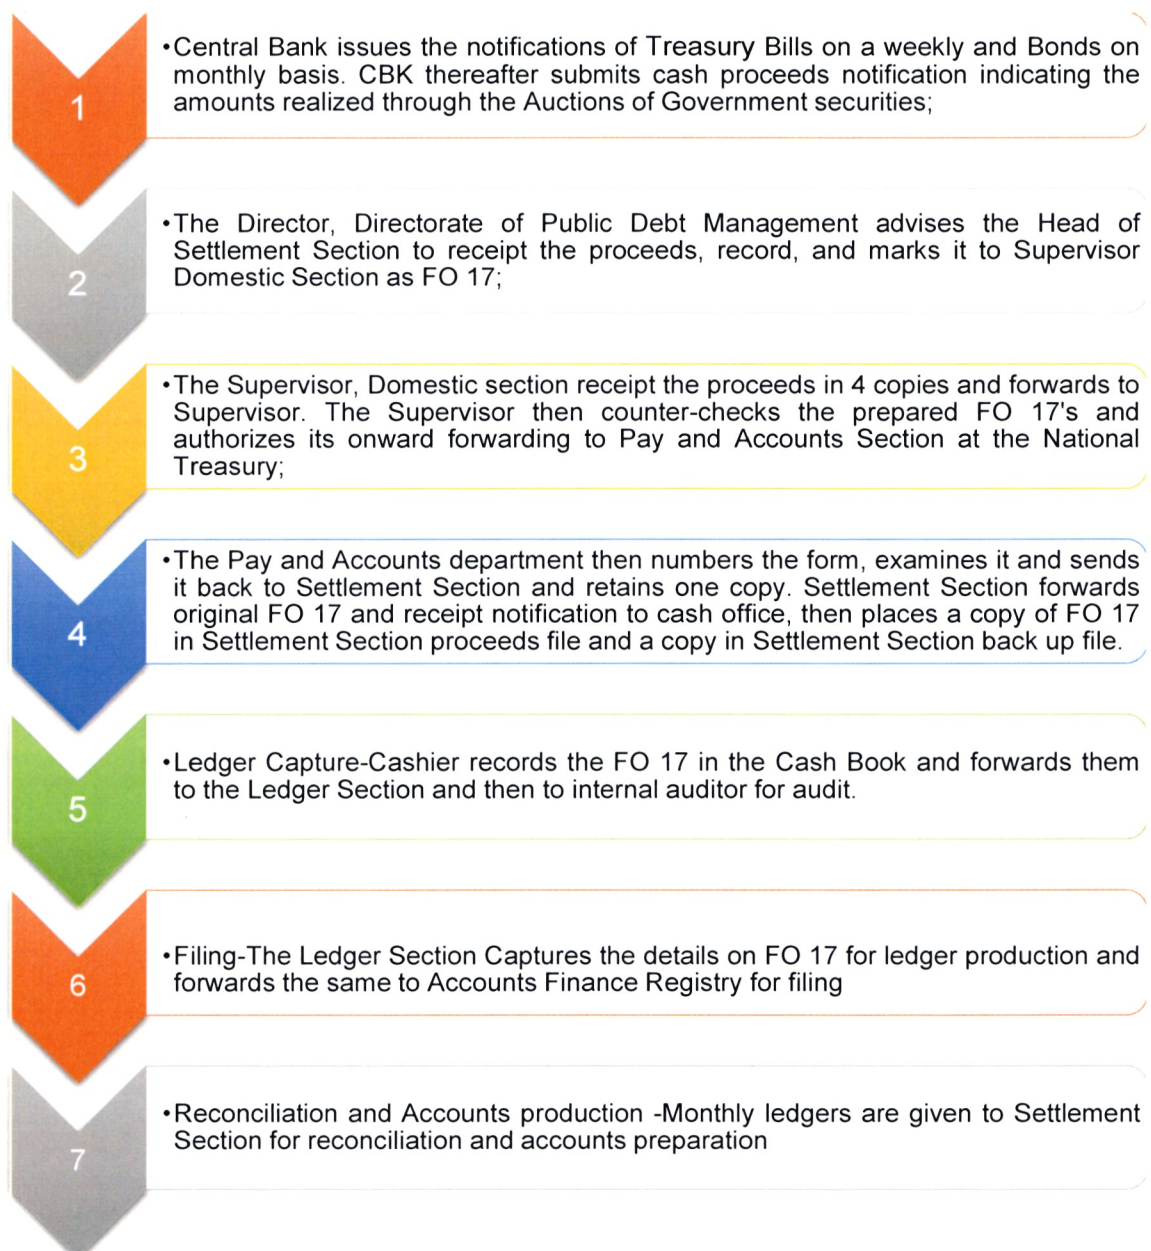 1
•Central Bank issues the notifications of Treasury Bills on a weekly and Bonds on
monthly basis. CBK thereafter submits cash proceeds notification indicating the
amounts realized through the Auctions of Government securities;
2
•The Director, Directorate of Public Debt Management advises the Head of
Settlement Section to receipt the proceeds, record, and marks it to Supervisor
Domestic Section as FO 17;
3
•The Supervisor, Domestic section receipt the proceeds in 4 copies and forwards to
Supervisor. The Supervisor then counter-checks the prepared FO 17's and
authorizes its onward forwarding to Pay and Accounts Section at the National
Treasury;
4
•The Pay and Accounts department then numbers the form, examines it and sends
it back to Settlement Section and retains one copy. Settlement Section forwards
original FO 17 and receipt notification to cash office, then places a copy of FO 17
in Settlement Section proceeds file and a copy in Settlement Section back up file.
5
•Ledger Capture-Cashier records the FO 17 in the Cash Book and forwards them
to the Ledger Section and then to internal auditor for audit.
6
•Filing-The Ledger Section Captures the details on FO 17 for ledger production and
forwards the same to Accounts Finance Registry for filing
7
•Reconciliation and Accounts production -Monthly ledgers are given to Settlement
Section for reconciliation and accounts preparation